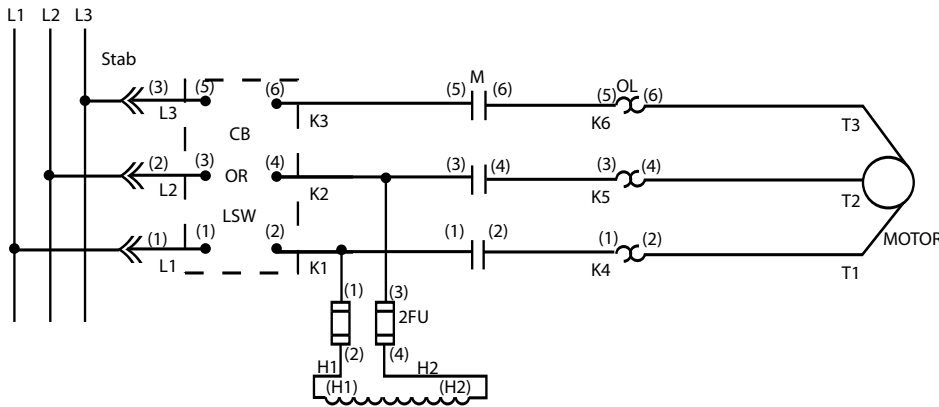 L1 L2 L3
Stab
(3) (5) (6) M (5) (6) OL (5) (6)
L3 K3 K6 T3
CB
(2) (3) (4) (3) (4) (3) (4)
L2 OR K2 K5 T2
LSW
(1) (1) (2) (1) (2) (1) (2)
MOTOR
L1 K1 K4 T1
(1) (3)
2FU
(2) (4)
H1 H2
(H1) (H2)